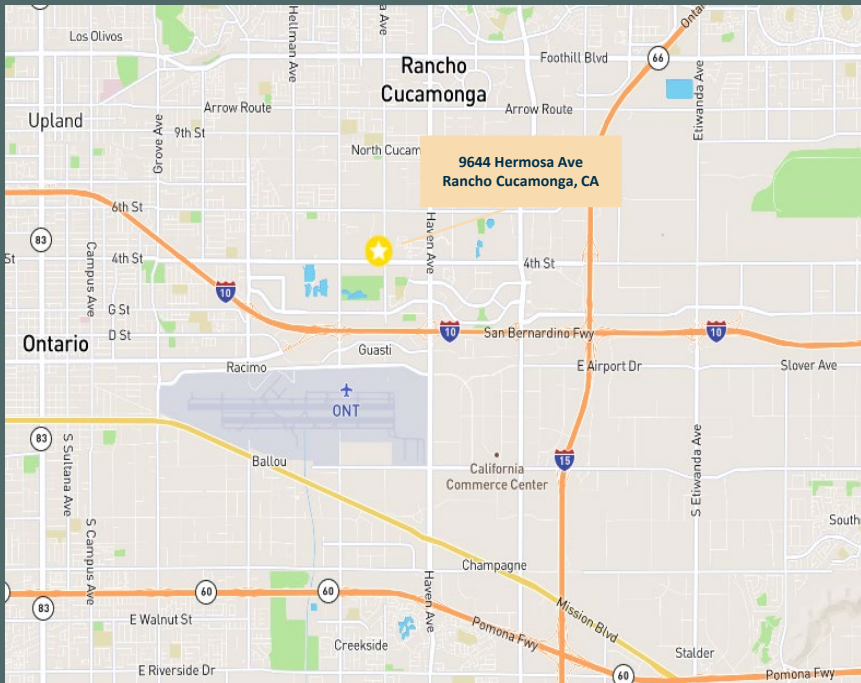 Los Olivos
Hellman Ave
a Ave
Rancho
Cucamonga
Foothill Blvd
66
Etiwanda Ave
Arrow Route
Arrow Route
Upland
9th St
Grove Ave
North Cucam
9644 Hermosa Ave
Rancho Cucamonga, CA
6th St
83
Haven Ave
St
4th St
4th St
Campus Ave
10
G St
D St
10
San Bernardino Fwy
10
Ontario
Guasti
Racimo
E Airport Dr
Slover Ave
ONT
83
S Sultana Ave
Ballou
California
Commerce Center
15
S Etiwanda Ave
S Campus Ave
South
Champagne
60
60
Haven Ave
Mission Blvd
83
E Walnut St
Pomona Fwy
Creekside
Stalder
E Riverside Dr
60
Pomona Fwy